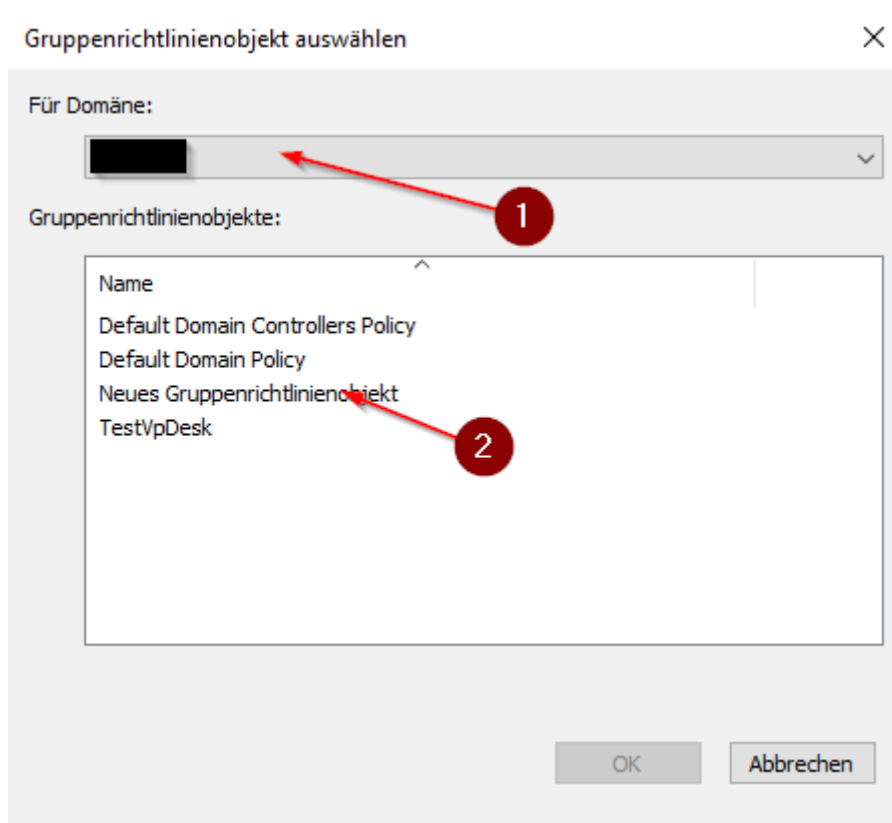 Gruppenrichtlinienobjekt auswählen
Für Domäne:
1
Gruppenrichtlinienobjekte:
Name
Default Domain Controllers Policy
Default Domain Policy
Neues Gruppenrichtlinienobjekt
TestVpDesk
2
OK
Abbrechen